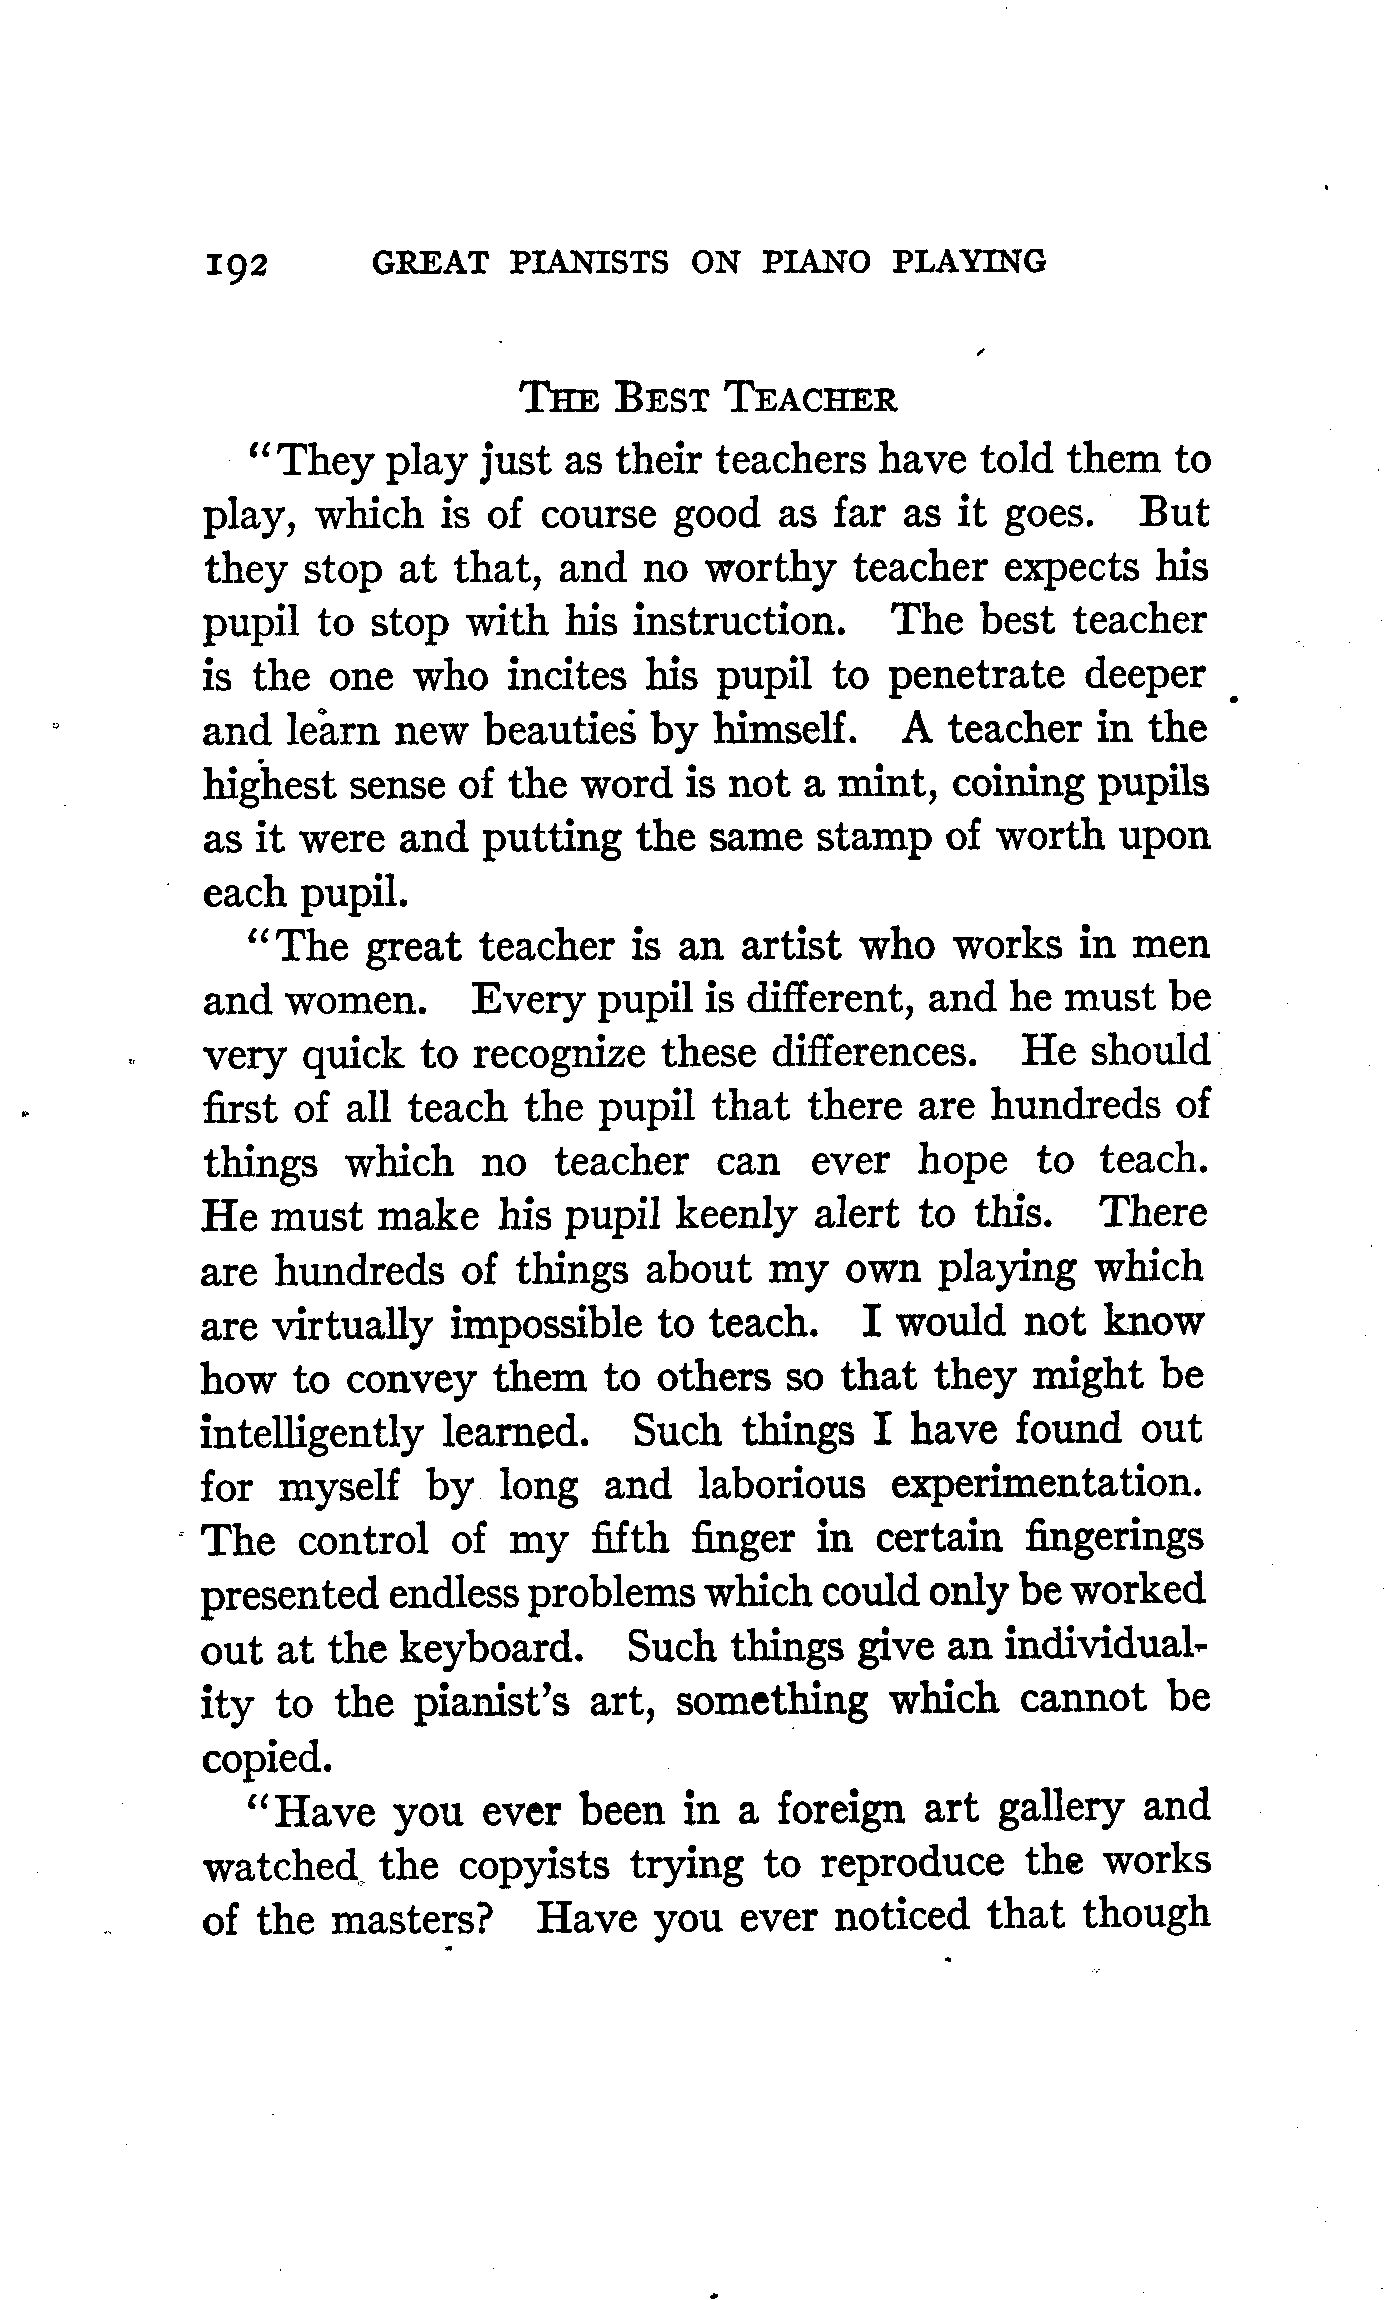 192 GREAT PIANISTS ON PIANO PLAYING
THE BEST TEACHER
"They play just as their teachers have told them to
play, which is of course good as far as it goes. But
they stop at that, and no worthy teacher expects his
pupil to stop with his instruction. The best teacher
is the one who incites his pupil to penetrate deeper
and learn new beauties by himself. A teacher in the
highest sense of the word is not a mint, coining pupils
as it were and putting the same stamp of worth upon
each pupil.
"The great teacher is an artist who works in men
and women. Every pupil is different, and he must be
very quick to recognize these differences. He should
first of all teach the pupil that there are hundreds of
things which no teacher can ever hope to teach.
He must make his pupil keenly alert to this. There
are hundreds of things about my own playing which
are virtually impossible to teach. I would not know
how to convey them to others so that they might be
intelligently learned. Such things I have found out
for myself by long and laborious experimentation.
The control of my fifth finger in certain fingerings
presented endless problems which could only be worked
out at the keyboard. Such things give an individual-
ity to the pianist's art, something which cannot be
copied.
"Have you ever been in a foreign art gallery and
watched the copyists trying to reproduce the works
of the masters? Have you ever noticed that though